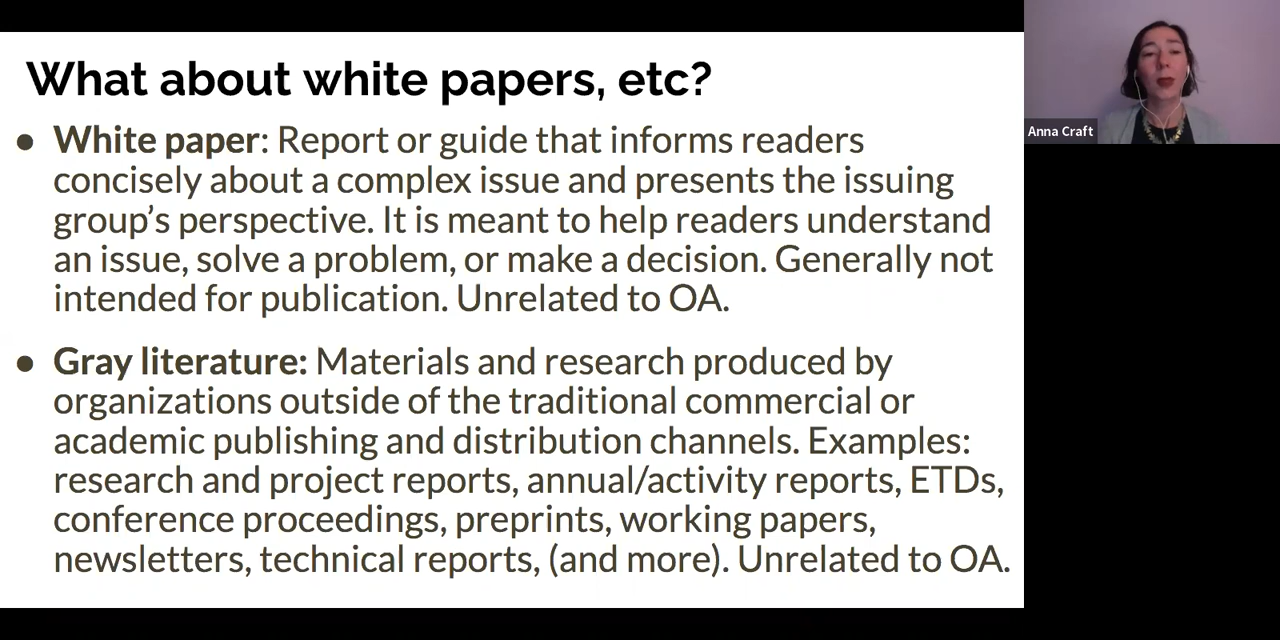 What about white papers, etc?
● White paper: Report or guide that informs readers
concisely about a complex issue and presents the issuing
group’s perspective. It is meant to help readers understand
an issue, solve a problem, or make a decision. Generally not
intended for publication. Unrelated to OA.
● Gray literature: Materials and research produced by
organizations outside of the traditional commercial or
academic publishing and distribution channels. Examples:
research and project reports, annual/activity reports, ETDs,
conference proceedings, preprints, working papers,
newsletters, technical reports, (and more). Unrelated to OA.
Anna Craft